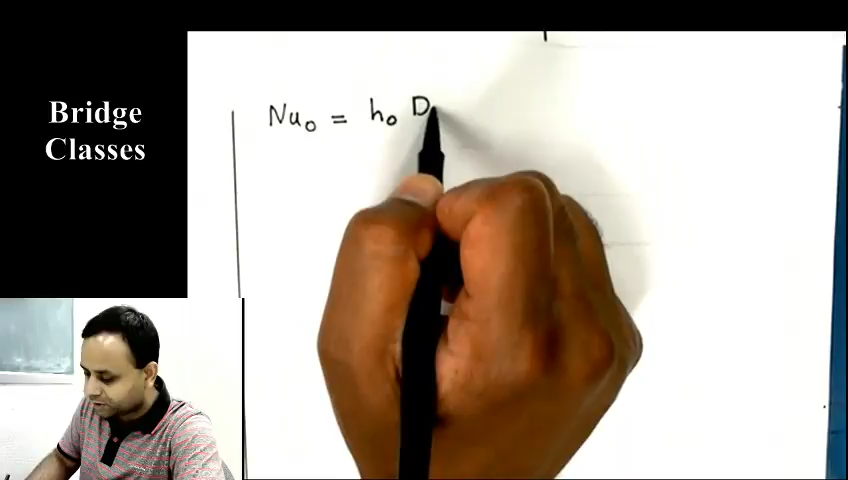 Bridge
Classes
Nu₀ = h₀ D